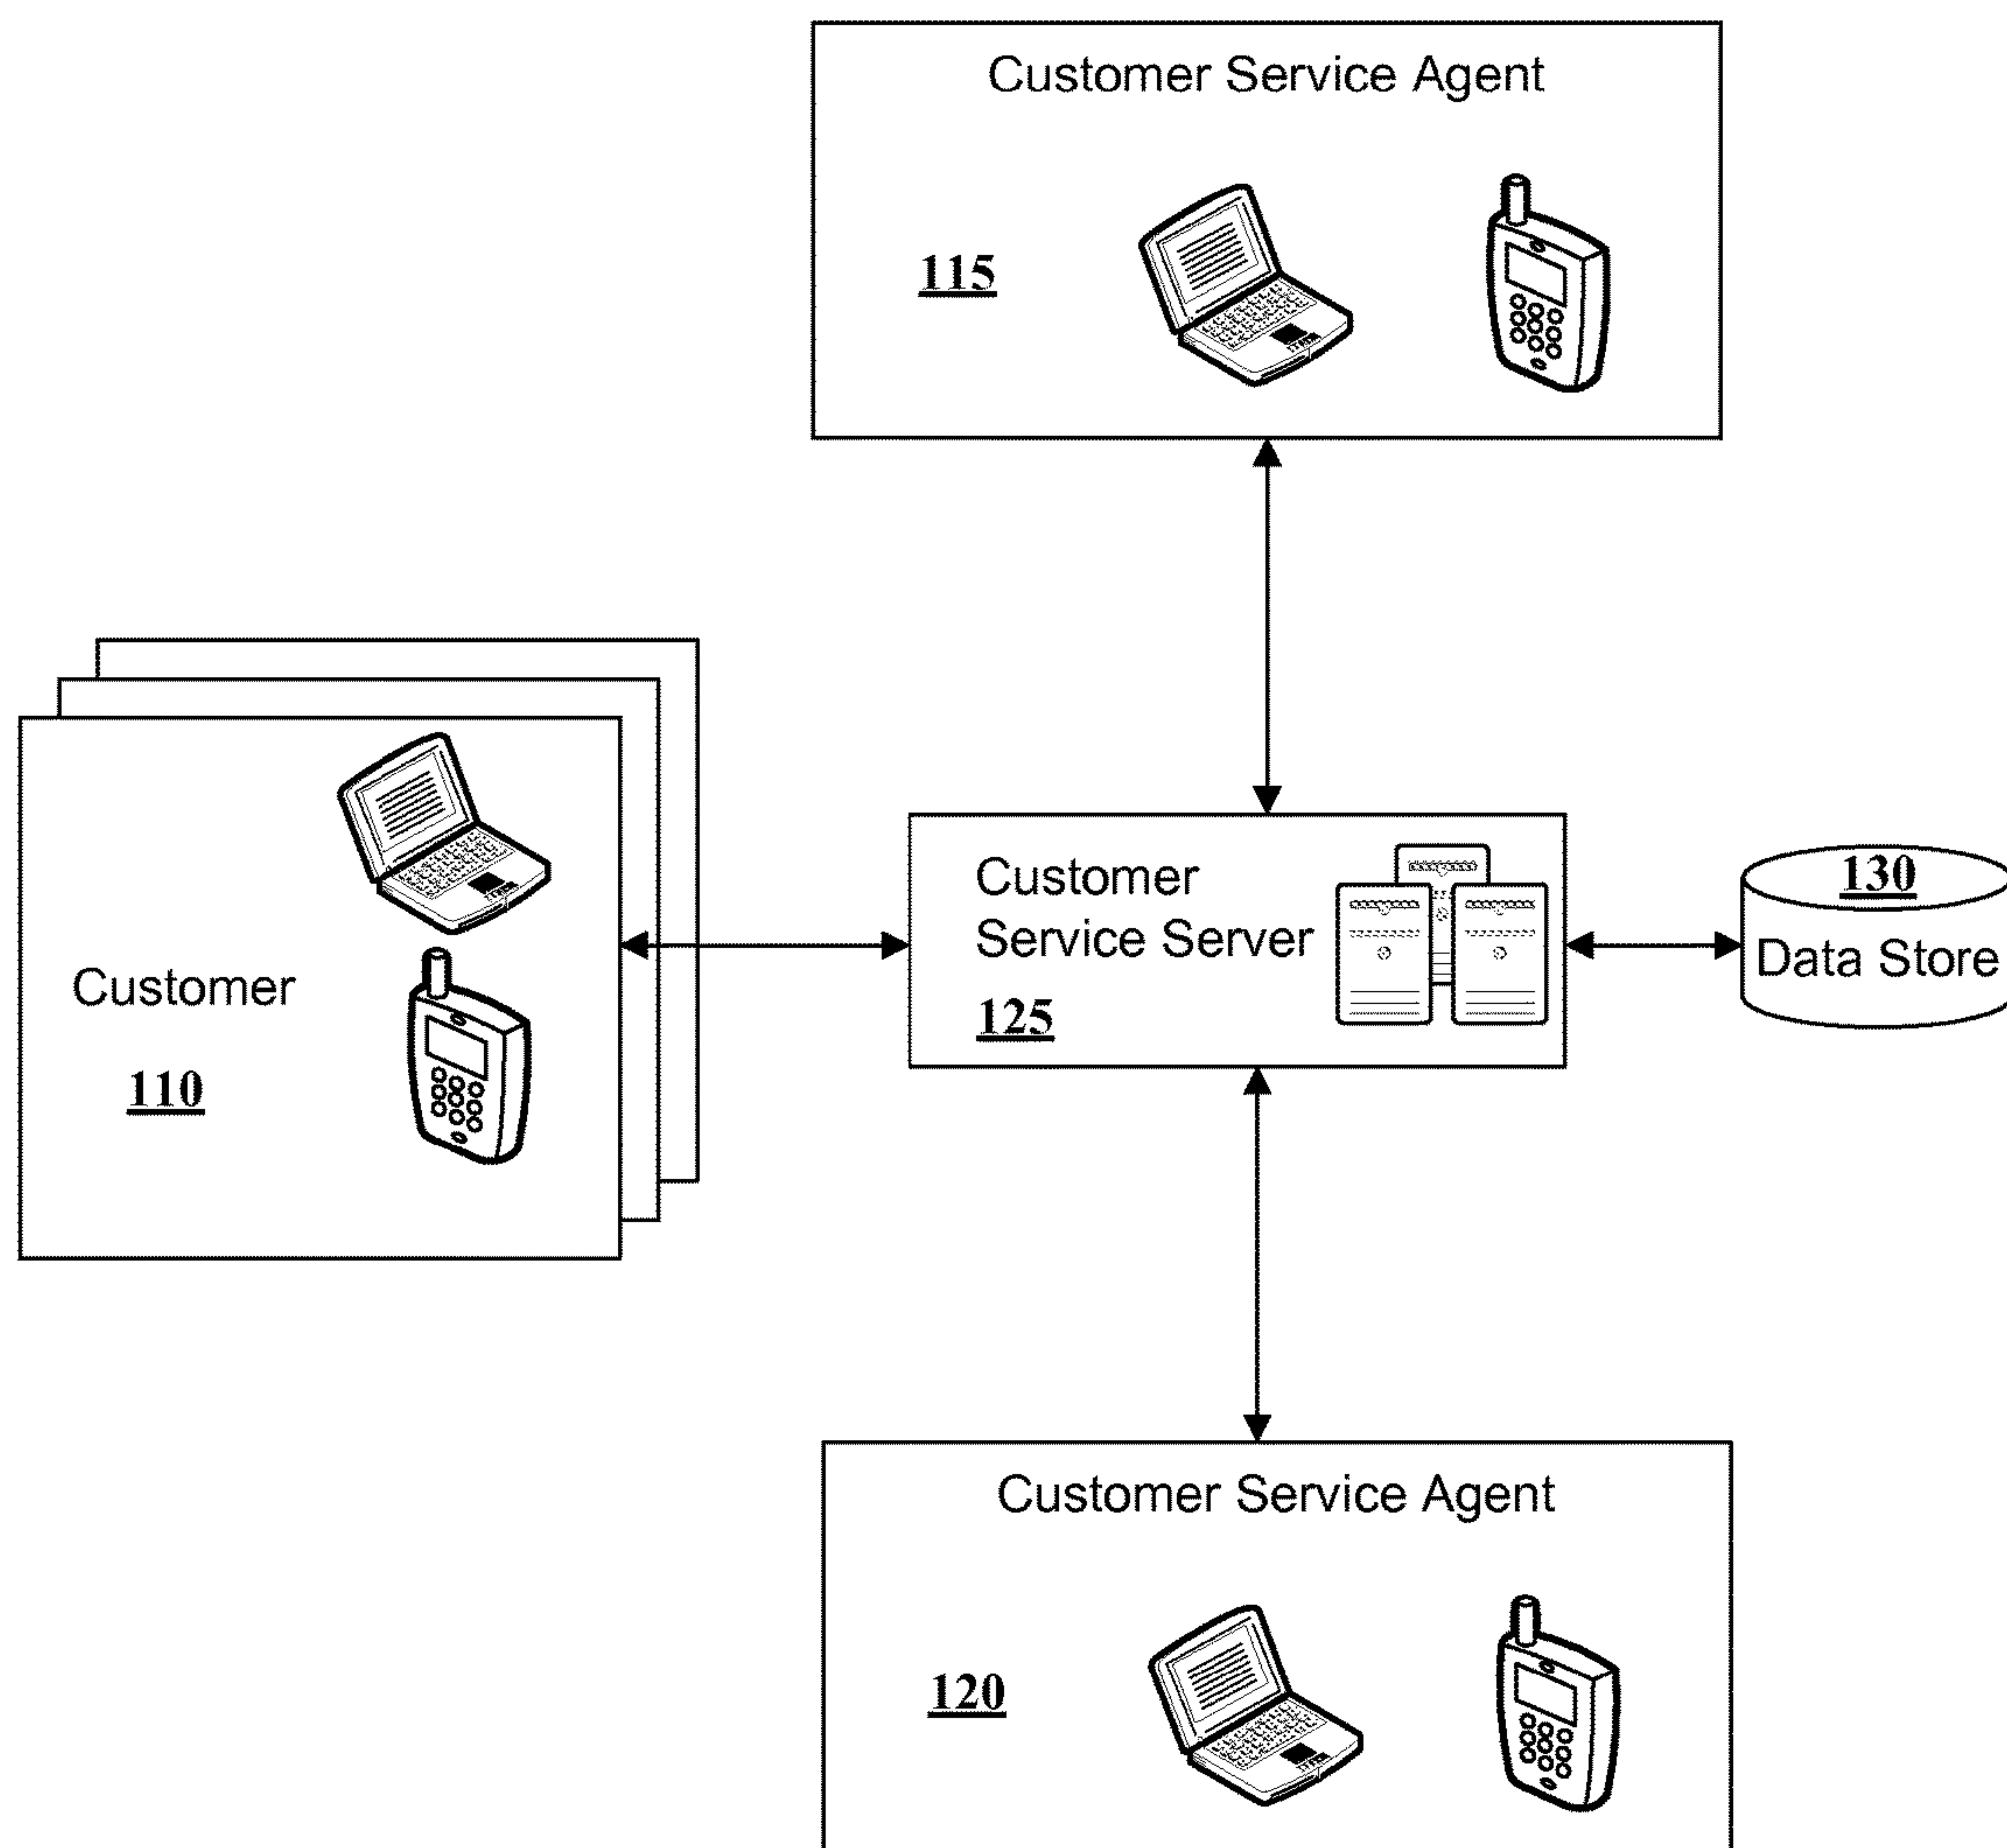 Customer Service Agent
115
Customer
110
Customer
Service Server
125
130
Data Store
Customer Service Agent
120